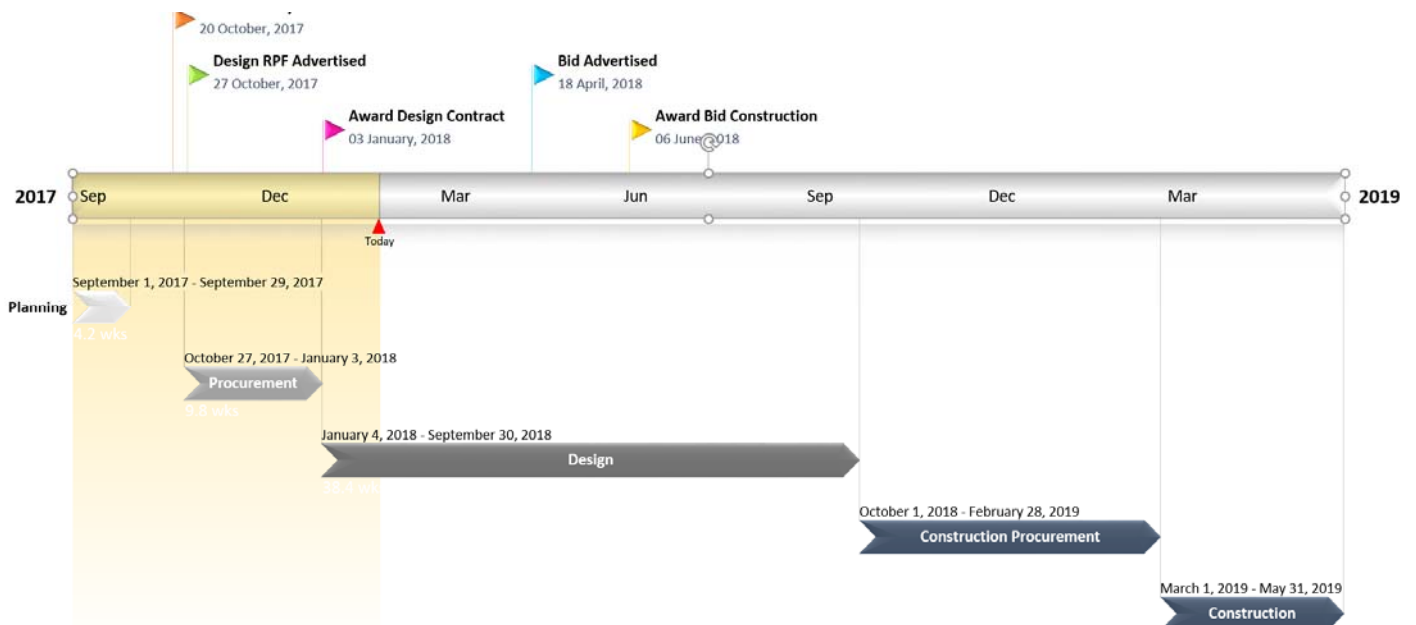 20 October, 2017
Design RPF Advertised
27 October, 2017
Bid Advertised
18 April, 2018
Award Design Contract
03 January, 2018
Award Bid Construction
06 June, 2018
2017 Sep Dec Mar Jun Sep Dec Mar 2019
Today
September 1, 2017 - September 29, 2017
Planning
4.2 wks
October 27, 2017 - January 3, 2018
Procurement
9.8 wks
January 4, 2018 - September 30, 2018
Design
October 1, 2018 - February 28, 2019
Construction Procurement
March 1, 2019 - May 31, 2019
Construction